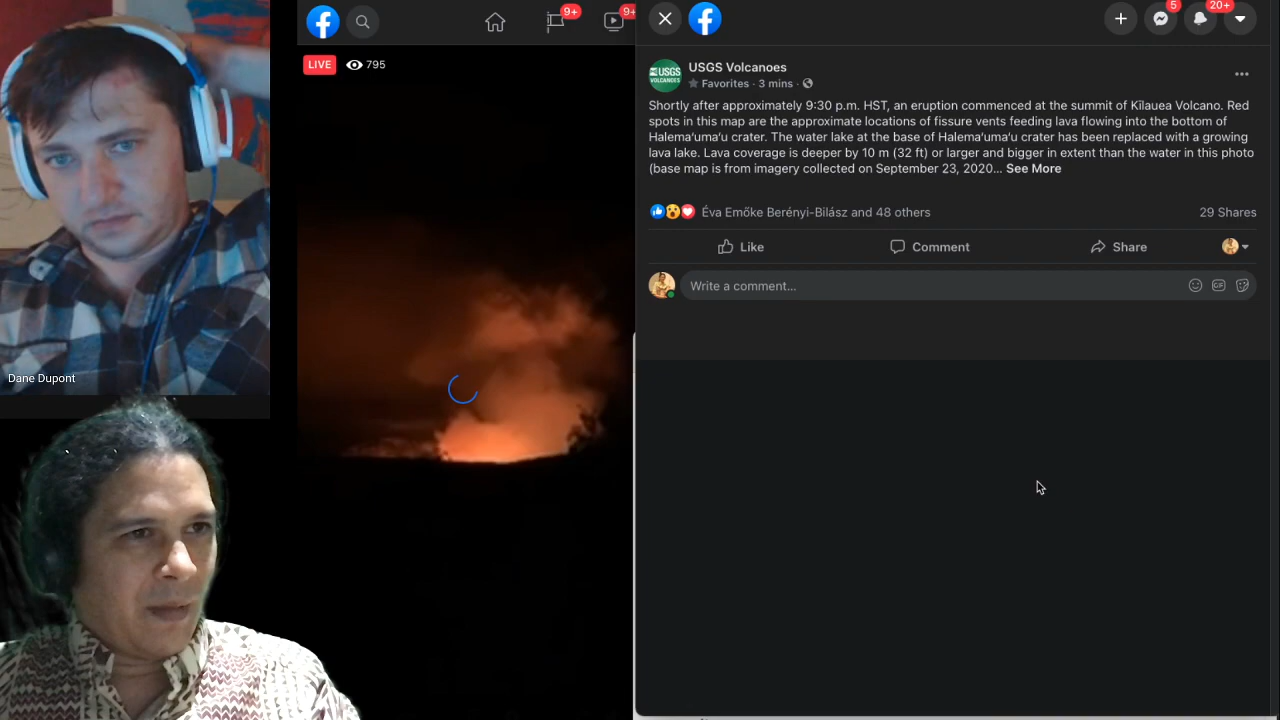 Dane Dupont
9+
9+
LIVE 795
5
20+
USGS VOLCANOES
USGS Volcanoes
Favorites · 3 mins ·
Shortly after approximately 9:30 p.m. HST, an eruption commenced at the summit of Kīlauea Volcano. Red
spots in this map are the approximate locations of fissure vents feeding lava flowing into the bottom of
Halemaʻumaʻu crater. The water lake at the base of Halemaʻumaʻu crater has been replaced with a growing
lava lake. Lava coverage is deeper by 10 m (32 ft) or larger and bigger in extent than the water in this photo
(base map is from imagery collected on September 23, 2020... See More
Éva Emőke Berényi-Bilász and 48 others 29 Shares
Like Comment Share
Write a comment... GIF